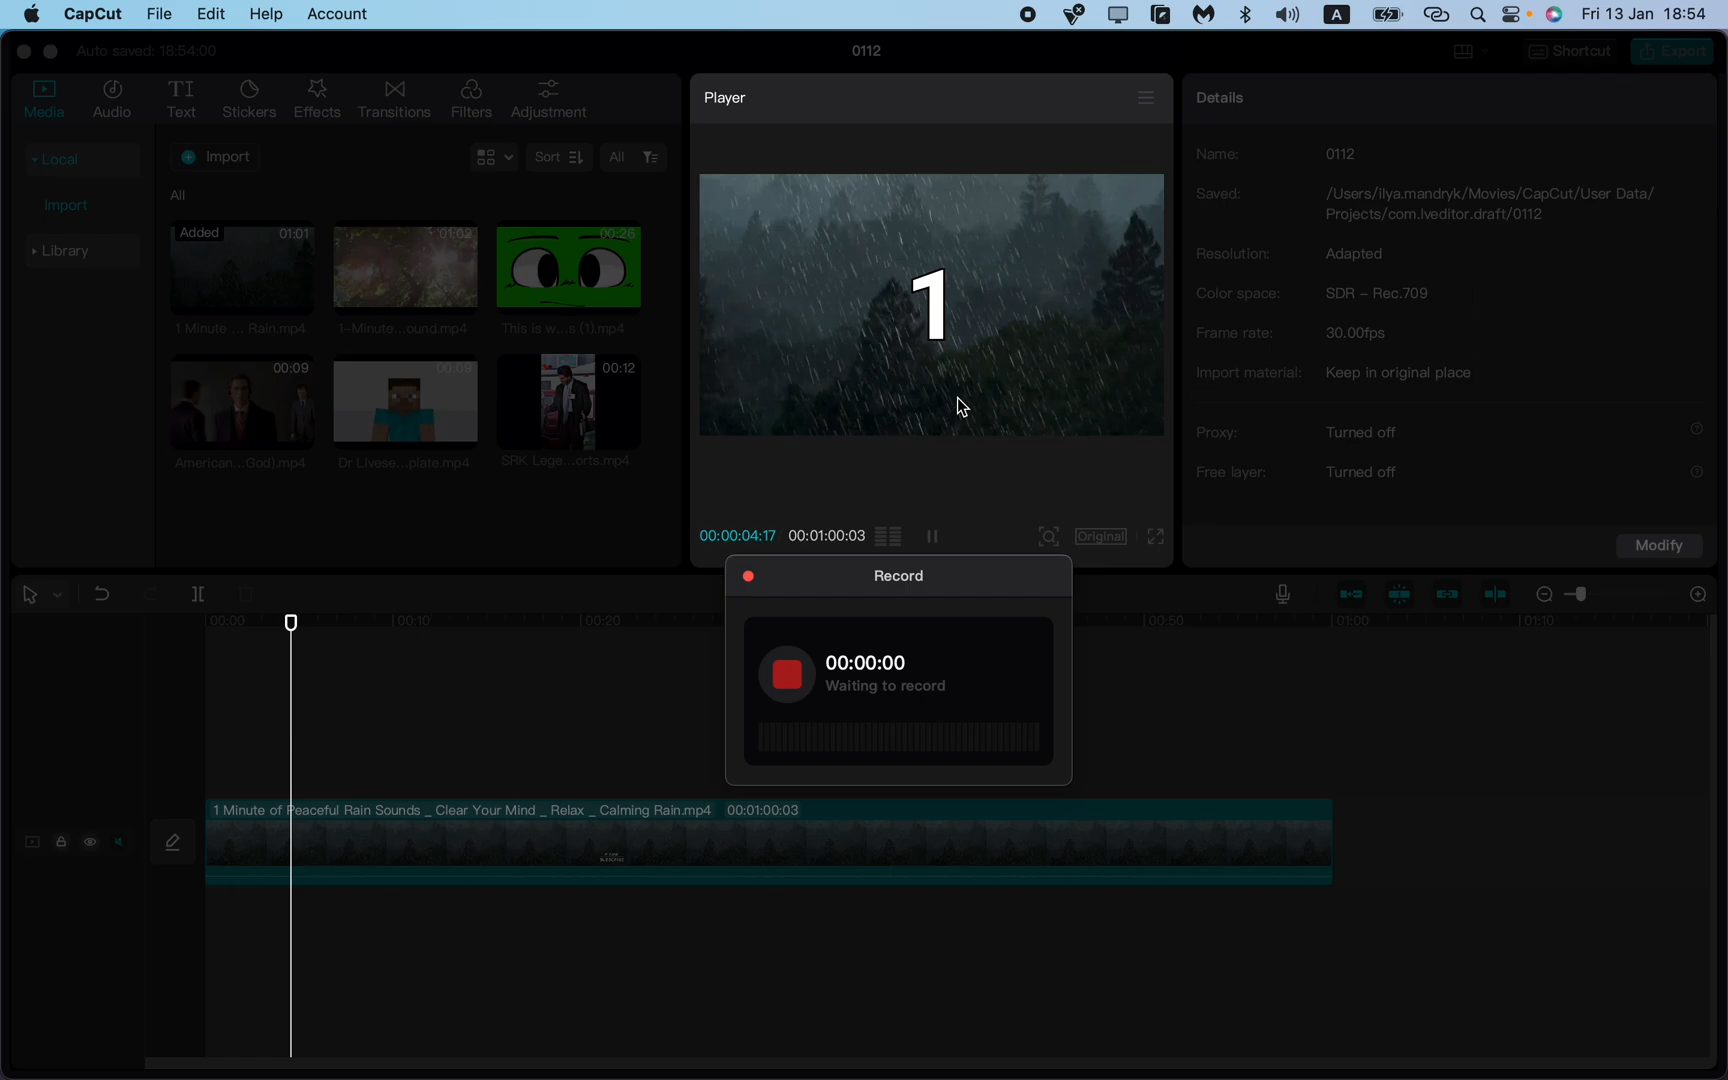 CapCut File Edit Help Account
A Fri 13 Jan 18:54
Auto saved: 18:54:00
0112
Shortcut
Export
Media Audio Text Stickers Effects Transitions Filters Adjustment
Local
Import
Library
Import
Sort
All
All
Added 01:01
01:02
00:26
1 Minute ... Rain.mp4
1-Minute...ound.mp4
This is w...s (1).mp4
00:09
00:09
00:12
American...God).mp4
Dr Livese...plate.mp4
SRK Lege...orts.mp4
Player
1
00:00:04:17 00:01:00:03
Original
Details
Name: 0112
Saved: /Users/ilya.mandryk/Movies/CapCut/User Data/
Projects/com.lveditor.draft/0112
Resolution: Adapted
Color space: SDR – Rec.709
Frame rate: 30.00fps
Import material: Keep in original place
Proxy: Turned off
Free layer: Turned off
Modify
Record
00:00:00
Waiting to record
00:00 00:10 00:20 00:50 01:00 01:10
1 Minute of Peaceful Rain Sounds _ Clear Your Mind _ Relax _ Calming Rain.mp4 00:01:00:03